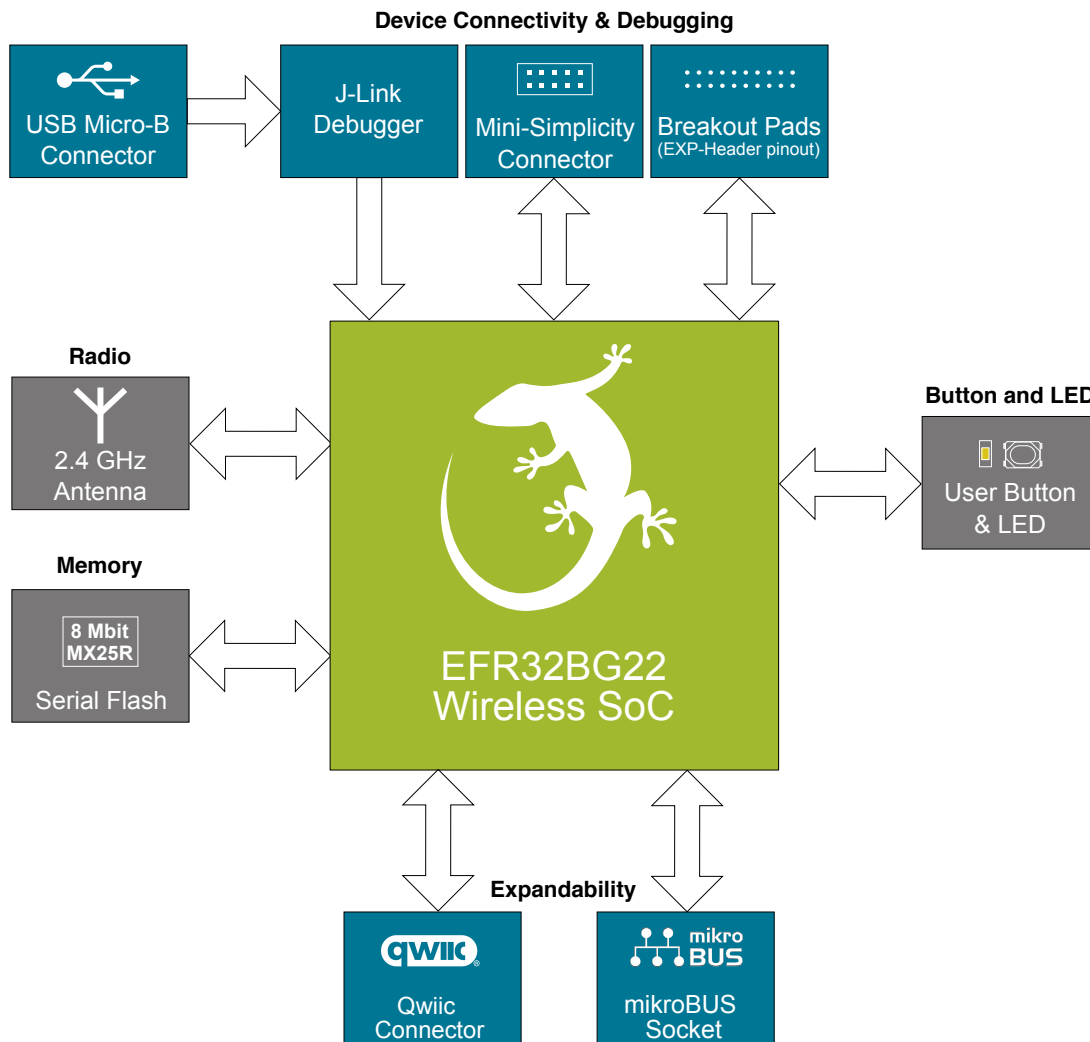 Device Connectivity & Debugging
USB Micro-B
Connector
J-Link
Debugger
Mini-Simplicity
Connector
Breakout Pads
(EXP-Header pinout)
Radio
2.4 GHz
Antenna
Button and LED
User Button
& LED
Memory
8 Mbit
MX25R
Serial Flash
EFR32BG22
Wireless SoC
Expandability
qwiic
Qwiic
Connector
mikro
BUS
mikroBUS
Socket